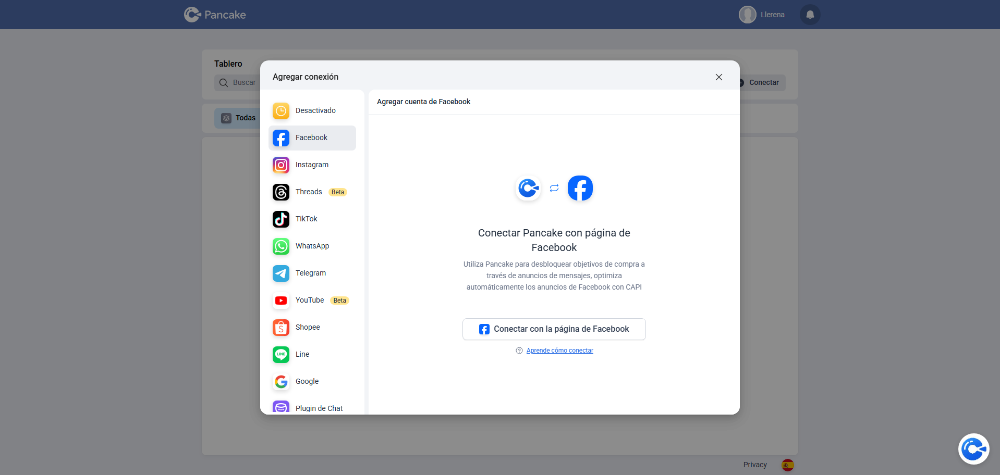 Pancake
Llerena
Tablero
Buscar
Conectar
Todas
Agregar conexión
Desactivado
Facebook
Instagram
Threads Beta
TikTok
WhatsApp
Telegram
YouTube Beta
Shopee
LINE Line
Google
Plugin de Chat
Agregar cuenta de Facebook
Conectar Pancake con página de
Facebook
Utiliza Pancake para desbloquear objetivos de compra a
través de anuncios de mensajes, optimiza
automáticamente los anuncios de Facebook con CAPI
Conectar con la página de Facebook
Aprende cómo conectar
Privacy